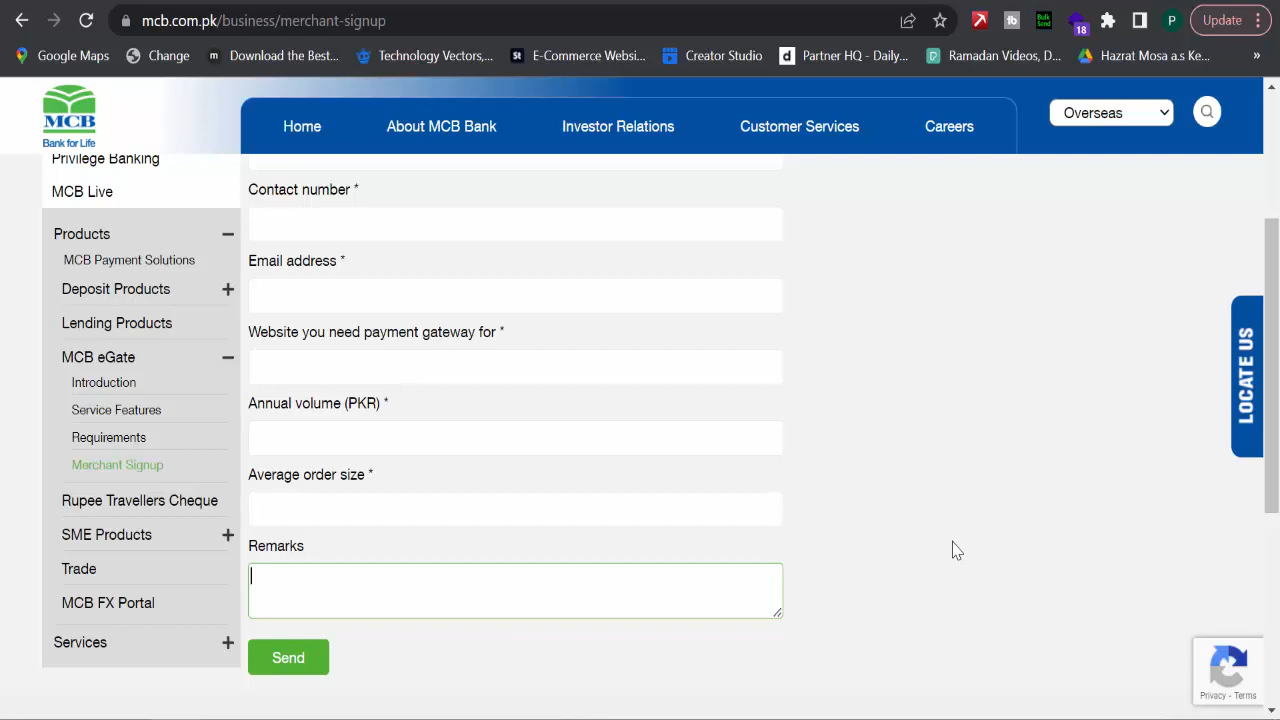 mcb.com.pk/business/merchant-signup
tb
Bulk Send
18
P
Update
Google Maps
Change
Download the Best...
Technology Vectors,...
E-Commerce Websi...
Creator Studio
Partner HQ - Daily...
Ramadan Videos, D...
Hazrat Mosa a.s Ke...
»
MCB
Bank for Life
Home
About MCB Bank
Investor Relations
Customer Services
Careers
Overseas
Privilege Banking
MCB Live
Products
MCB Payment Solutions
Deposit Products
Lending Products
MCB eGate
Introduction
Service Features
Requirements
Merchant Signup
Rupee Travellers Cheque
SME Products
Trade
MCB FX Portal
Services
Contact number *
Email address *
Website you need payment gateway for *
Annual volume (PKR) *
Average order size *
Remarks
Send
LOCATE US
Privacy - Terms